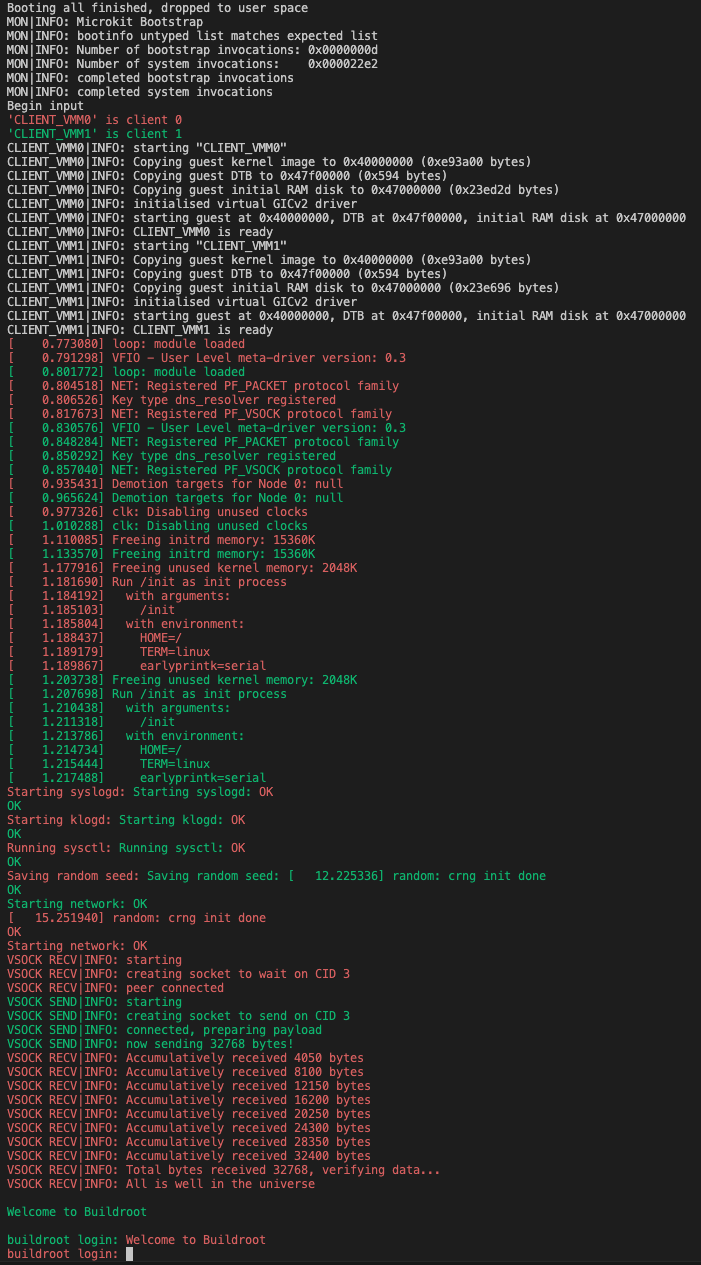 Booting all finished, dropped to user space
MON|INFO: Microkit Bootstrap
MON|INFO: bootinfo untyped list matches expected list
MON|INFO: Number of bootstrap invocations: 0x0000000d
MON|INFO: Number of system invocations:    0x000022e2
MON|INFO: completed bootstrap invocations
MON|INFO: completed system invocations
Begin input
'CLIENT_VMM0' is client 0
'CLIENT_VMM1' is client 1
CLIENT_VMM0|INFO: starting "CLIENT_VMM0"
CLIENT_VMM0|INFO: Copying guest kernel image to 0x40000000 (0xe93a00 bytes)
CLIENT_VMM0|INFO: Copying guest DTB to 0x47f00000 (0x594 bytes)
CLIENT_VMM0|INFO: Copying guest initial RAM disk to 0x47000000 (0x23ed2d bytes)
CLIENT_VMM0|INFO: initialised virtual GICv2 driver
CLIENT_VMM0|INFO: starting guest at 0x40000000, DTB at 0x47f00000, initial RAM disk at 0x47000000
CLIENT_VMM0|INFO: CLIENT_VMM0 is ready
CLIENT_VMM1|INFO: starting "CLIENT_VMM1"
CLIENT_VMM1|INFO: Copying guest kernel image to 0x40000000 (0xe93a00 bytes)
CLIENT_VMM1|INFO: Copying guest DTB to 0x47f00000 (0x594 bytes)
CLIENT_VMM1|INFO: Copying guest initial RAM disk to 0x47000000 (0x23e696 bytes)
CLIENT_VMM1|INFO: initialised virtual GICv2 driver
CLIENT_VMM1|INFO: starting guest at 0x40000000, DTB at 0x47f00000, initial RAM disk at 0x47000000
CLIENT_VMM1|INFO: CLIENT_VMM1 is ready
[    0.773080] loop: module loaded
[    0.791298] VFIO - User Level meta-driver version: 0.3
[    0.801772] loop: module loaded
[    0.804518] NET: Registered PF_PACKET protocol family
[    0.806526] Key type dns_resolver registered
[    0.817673] NET: Registered PF_VSOCK protocol family
[    0.830576] VFIO - User Level meta-driver version: 0.3
[    0.848284] NET: Registered PF_PACKET protocol family
[    0.850292] Key type dns_resolver registered
[    0.857040] NET: Registered PF_VSOCK protocol family
[    0.935431] Demotion targets for Node 0: null
[    0.965624] Demotion targets for Node 0: null
[    0.977326] clk: Disabling unused clocks
[    1.010288] clk: Disabling unused clocks
[    1.110085] Freeing initrd memory: 15360K
[    1.133570] Freeing initrd memory: 15360K
[    1.177916] Freeing unused kernel memory: 2048K
[    1.181690] Run /init as init process
[    1.184192]   with arguments:
[    1.185103]     /init
[    1.185804]   with environment:
[    1.188437]     HOME=/
[    1.189179]     TERM=linux
[    1.189867]     earlyprintk=serial
[    1.203738] Freeing unused kernel memory: 2048K
[    1.207698] Run /init as init process
[    1.210438]   with arguments:
[    1.211318]     /init
[    1.213786]   with environment:
[    1.214734]     HOME=/
[    1.215444]     TERM=linux
[    1.217488]     earlyprintk=serial
Starting syslogd: Starting syslogd: OK
OK
Starting klogd: Starting klogd: OK
OK
Running sysctl: Running sysctl: OK
OK
Saving random seed: Saving random seed: [   12.225336] random: crng init done
OK
Starting network: OK
[   15.251940] random: crng init done
OK
Starting network: OK
VSOCK RECV|INFO: starting
VSOCK RECV|INFO: creating socket to wait on CID 3
VSOCK RECV|INFO: peer connected
VSOCK SEND|INFO: starting
VSOCK SEND|INFO: creating socket to send on CID 3
VSOCK SEND|INFO: connected, preparing payload
VSOCK SEND|INFO: now sending 32768 bytes!
VSOCK RECV|INFO: Accumulatively received 4050 bytes
VSOCK RECV|INFO: Accumulatively received 8100 bytes
VSOCK RECV|INFO: Accumulatively received 12150 bytes
VSOCK RECV|INFO: Accumulatively received 16200 bytes
VSOCK RECV|INFO: Accumulatively received 20250 bytes
VSOCK RECV|INFO: Accumulatively received 24300 bytes
VSOCK RECV|INFO: Accumulatively received 28350 bytes
VSOCK RECV|INFO: Accumulatively received 32400 bytes
VSOCK RECV|INFO: Total bytes received 32768, verifying data...
VSOCK RECV|INFO: All is well in the universe

Welcome to Buildroot

buildroot login: Welcome to Buildroot
buildroot login: